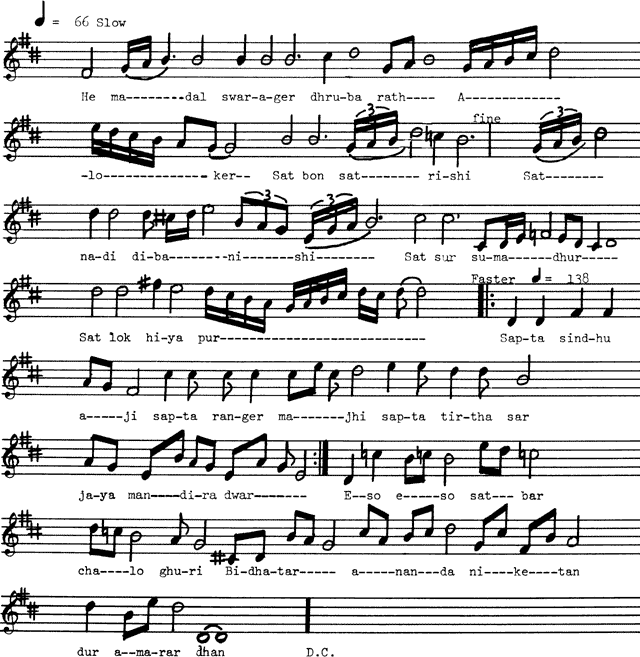 = 66 Slow
He ma--------dal swar-a-ger dhru-ba rath---- A-------------
3 3 fine 3
-lo-------------- ker-- Sat bon sat-------- ri-shi Sat--------
3 3
na-di di-ba------ni------shi-------- Sat sur su-ma---dhur----
Faster = 138
Sat lok hi-ya pur---------------------------- Sap-ta sind-hu
a-----ji sap-ta ran-ger ma-------jhi sap-ta tir-tha sar
ja-ya man----di-ra dwar-------- E--so e-----so sat--- bar
cha----lo ghu-ri Bi-dha-tar----- a--nan---da ni---ke---tan
dur a--ma-rar dhan D.C.